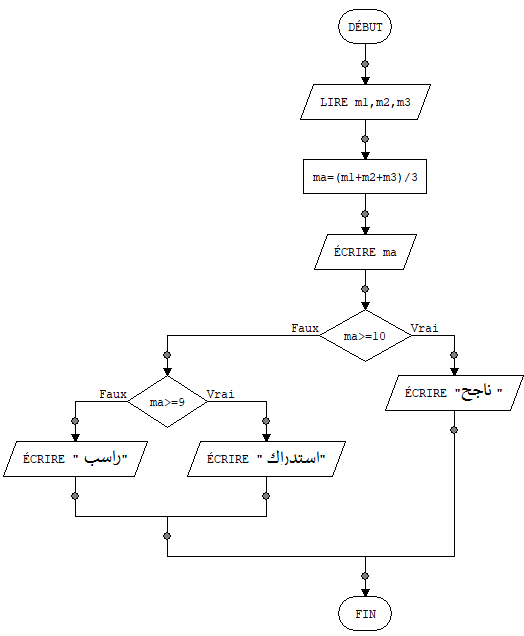 DÉBUT
LIRE m1,m2,m3
ma=(m1+m2+m3)/3
ÉCRIRE ma
ma>=10
Faux
Vrai
ÉCRIRE "ناجح "
ma>=9
Faux
Vrai
ÉCRIRE " راسب"
ÉCRIRE " استدراك"
FIN